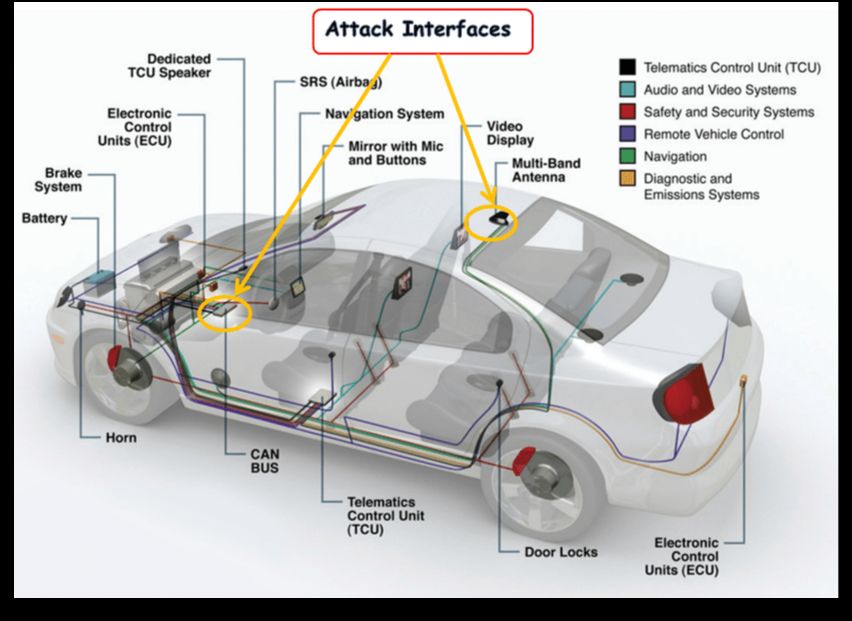 Attack Interfaces
Dedicated
TCU Speaker
SRS (Airbag)
Electronic
Control
Units (ECU)
Navigation System
Mirror with Mic
and Buttons
Video
Display
Multi-Band
Antenna
Brake
System
Battery
Telematics Control Unit (TCU)
Audio and Video Systems
Safety and Security Systems
Remote Vehicle Control
Navigation
Diagnostic and
Emissions Systems
Horn
CAN
BUS
Telematics
Control Unit
(TCU)
Door Locks
Electronic
Control
Units (ECU)